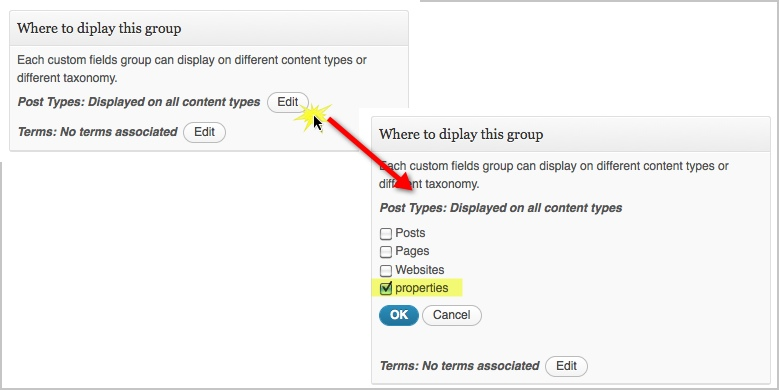 Where to diplay this group
Each custom fields group can display on different content types or
different taxonomy.
Post Types: Displayed on all content types Edit
Terms: No terms associated Edit
Where to diplay this group
Each custom fields group can display on different content types or
different taxonomy.
Post Types: Displayed on all content types
Posts
Pages
Websites
properties
OK Cancel
Terms: No terms associated Edit